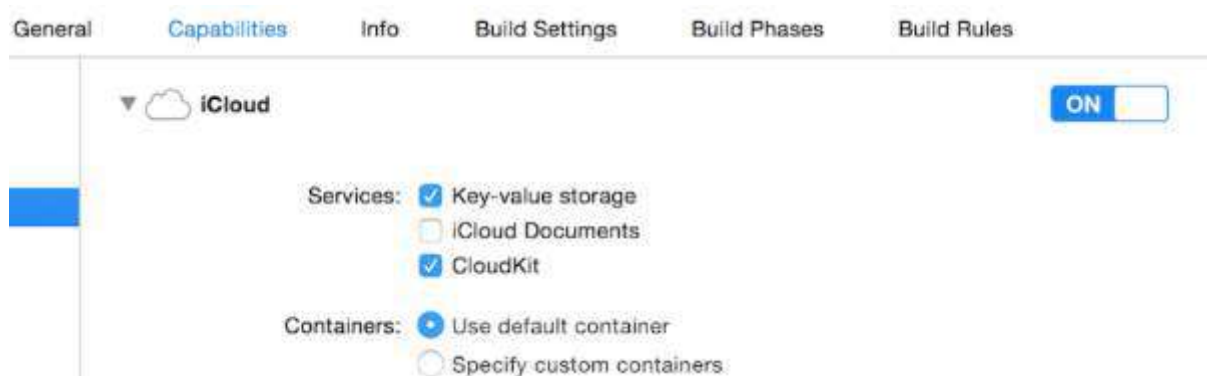 General Capabilities Info Build Settings Build Phases Build Rules
iCloud ON
Services: Key-value storage
iCloud Documents
CloudKit
Containers: Use default container
Specify custom containers